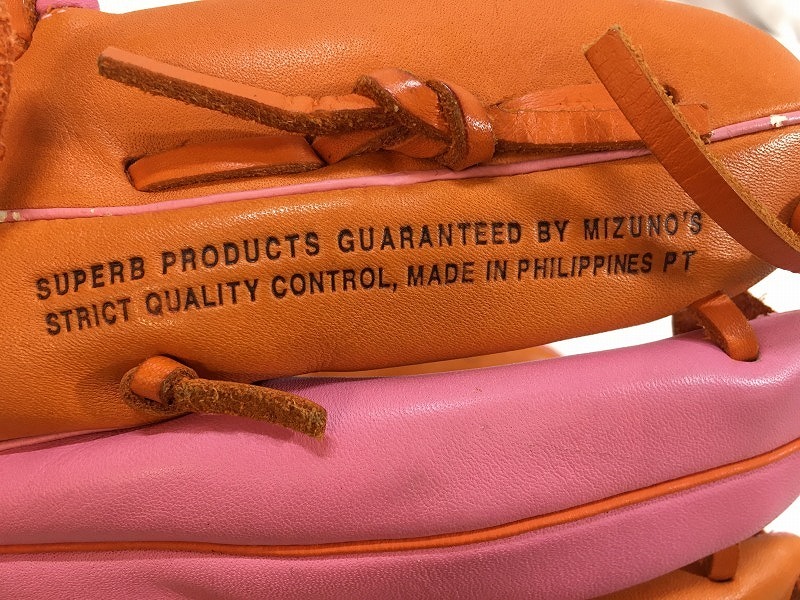 SUPERB PRODUCTS GUARANTEED BY MIZUNO'S
STRICT QUALITY CONTROL, MADE IN PHILIPPINES PT